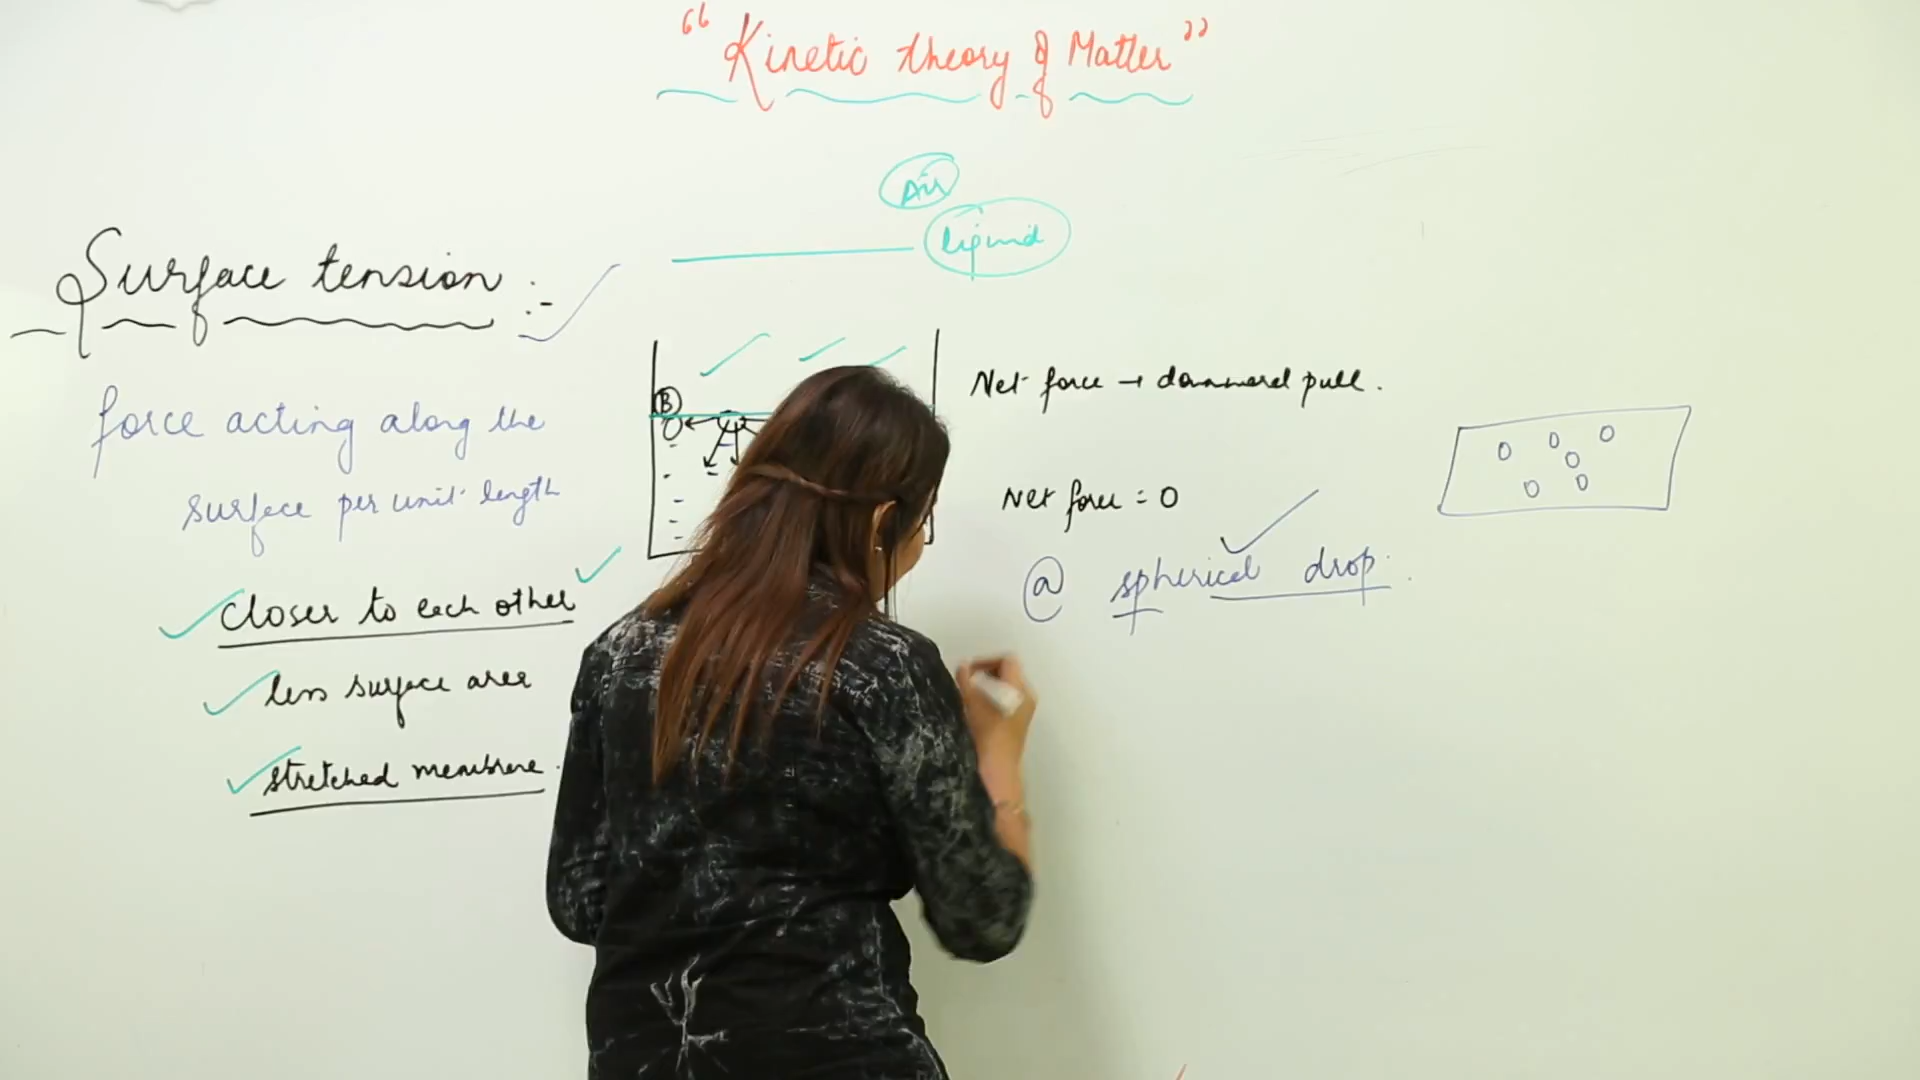 “Kinetic theory of Matter”
Air
liquid
Surface tension :-
force acting along the
surface per unit length
closer to each other
less surface area
stretched membrane.
B
Net force → downward pull.
Net force = 0
a spherical drop.